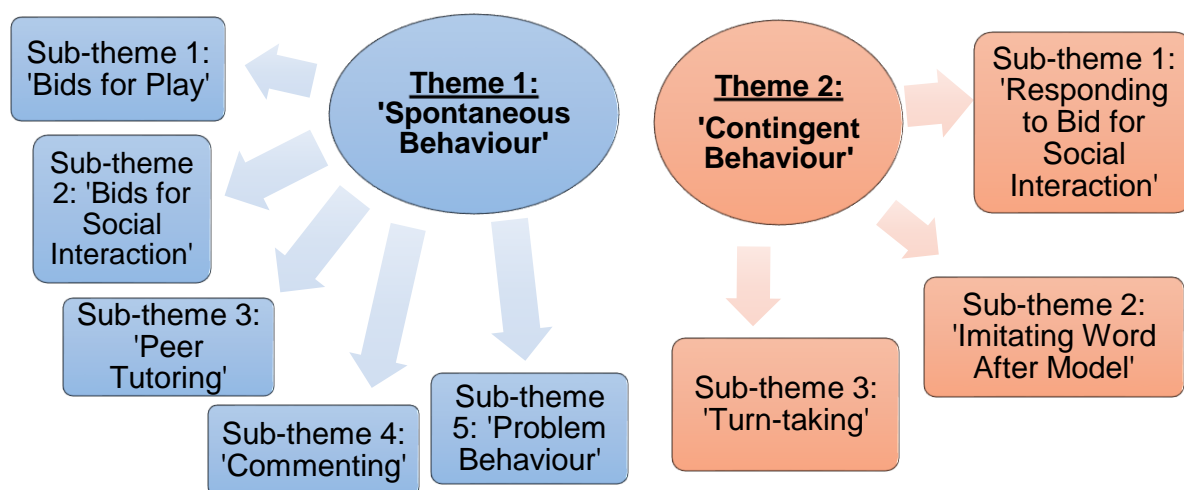 Theme 1:
'Spontaneous
Behaviour'
Sub-theme 1:
'Bids for Play'
Sub-theme
2: 'Bids for
Social
Interaction'
Sub-theme 3:
'Peer
Tutoring'
Sub-theme 4:
'Commenting'
Sub-theme
5: 'Problem
Behaviour'
Theme 2:
'Contingent
Behaviour'
Sub-theme 1:
'Responding
to Bid for
Social
Interaction'
Sub-theme 2:
'Imitating Word
After Model'
Sub-theme 3:
'Turn-taking'